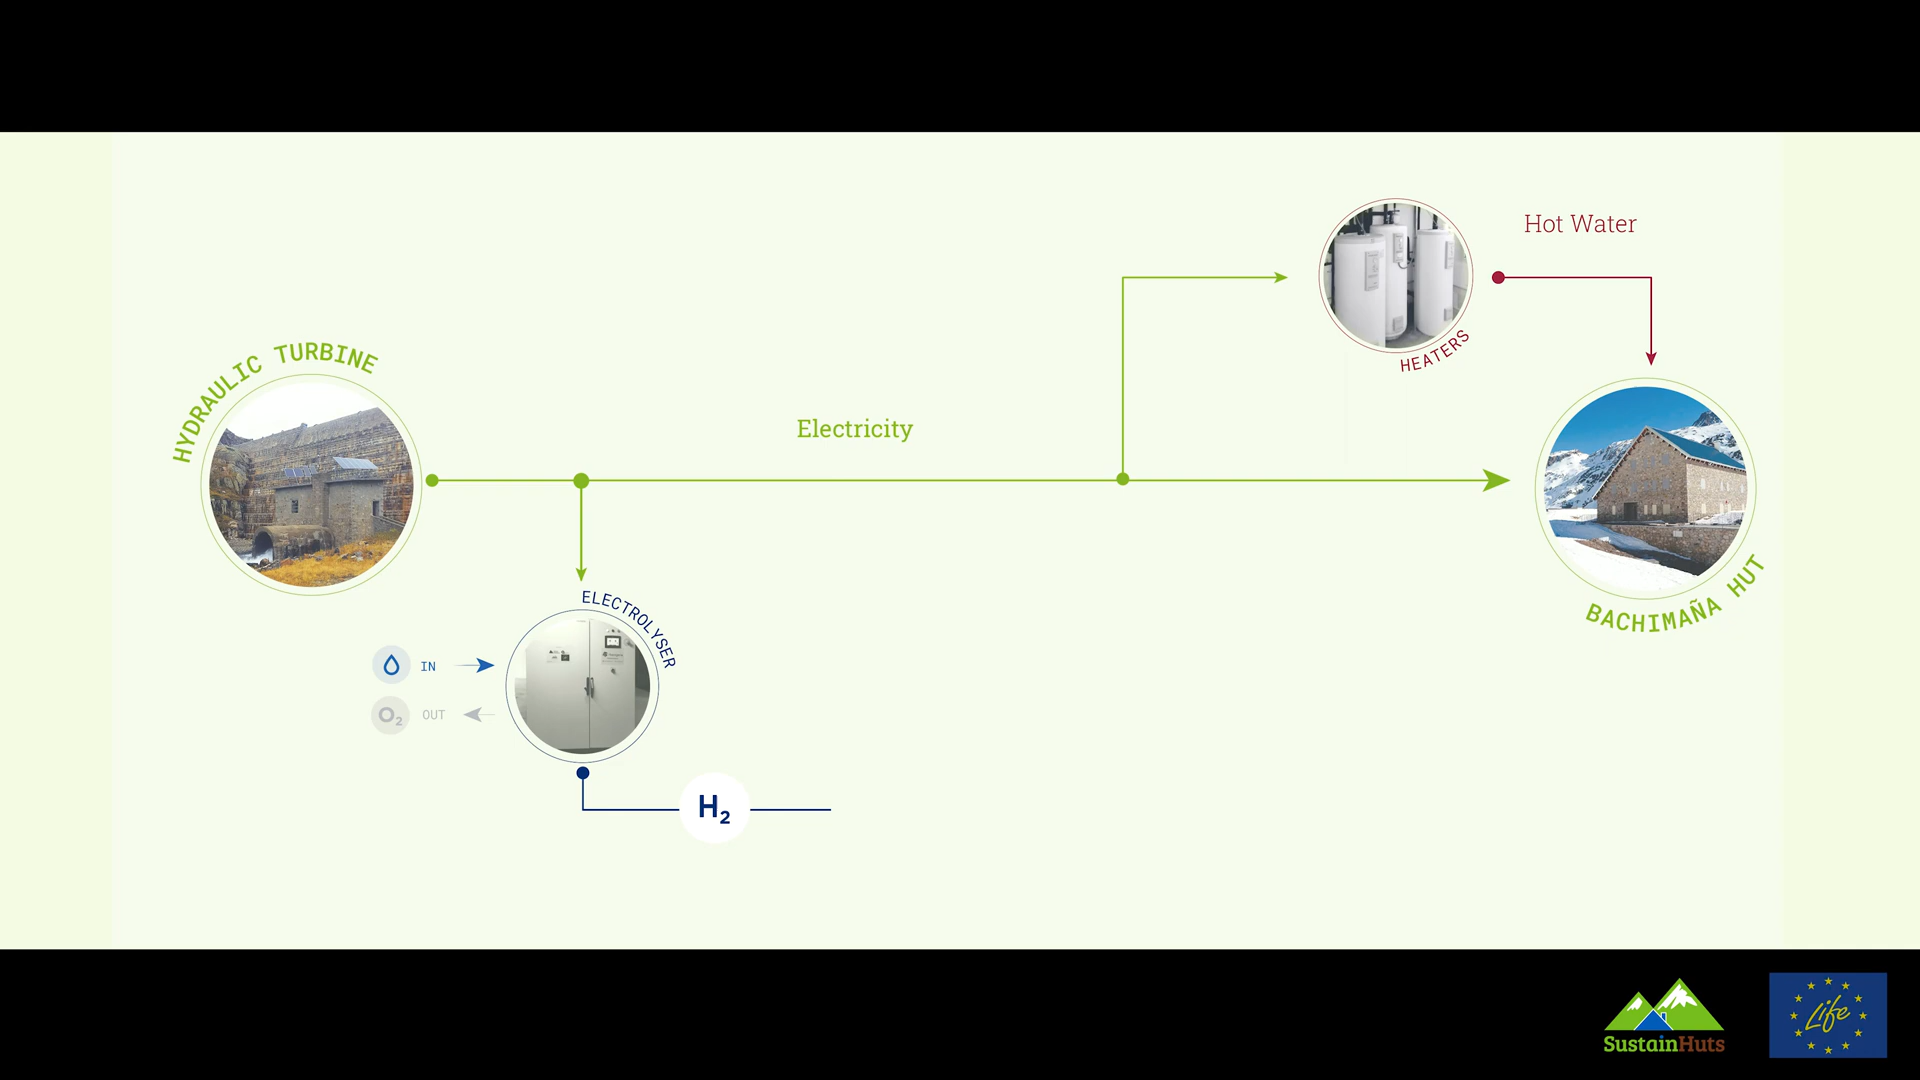 Hot Water
HEATERS
HYDRAULIC TURBINE
Electricity
BACHIMAÑA HUT
ELECTROLYSER
IN
O₂ OUT
H₂
SustainHuts
Life